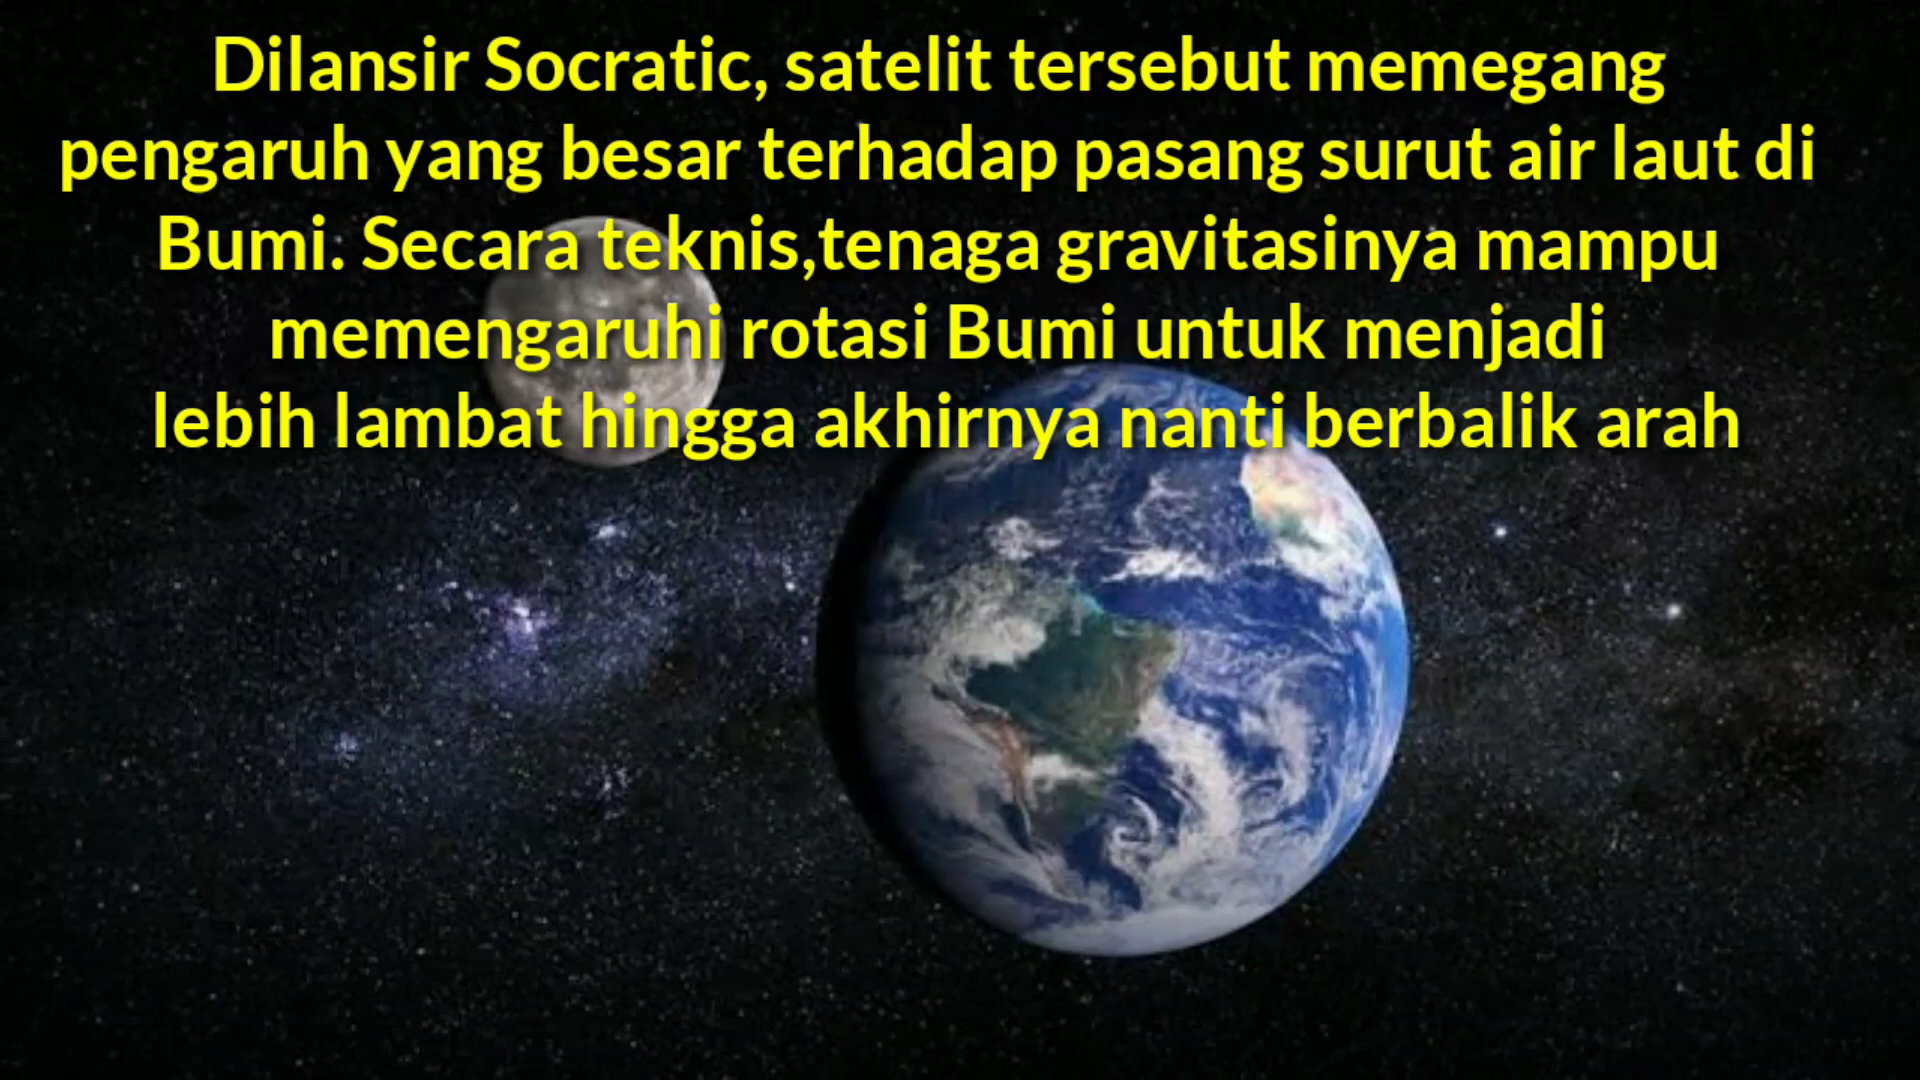 Dilansir Socratic, satelit tersebut memegang
pengaruh yang besar terhadap pasang surut air laut di
Bumi. Secara teknis,tenaga gravitasinya mampu
memengaruhi rotasi Bumi untuk menjadi
lebih lambat hingga akhirnya nanti berbalik arah